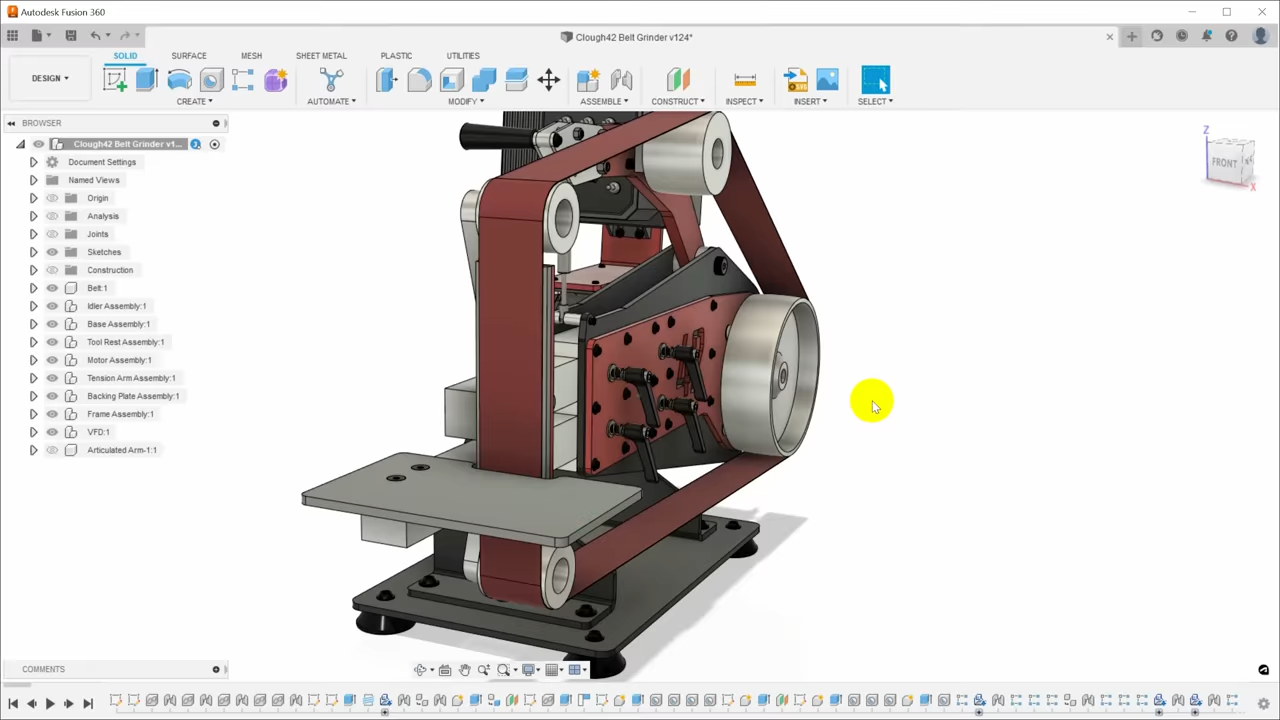 Autodesk Fusion 360
Clough42 Belt Grinder v124*
SOLID SURFACE MESH SHEET METAL PLASTIC UTILITIES
DESIGN
CREATE AUTOMATE MODIFY ASSEMBLE CONSTRUCT INSPECT INSERT SELECT
BROWSER
Clough42 Belt Grinder v1...
Document Settings
Named Views
Origin
Analysis
Joints
Sketches
Construction
Belt:1
Idler Assembly:1
Base Assembly:1
Tool Rest Assembly:1
Motor Assembly:1
Tension Arm Assembly:1
Backing Plate Assembly:1
Frame Assembly:1
VFD:1
Articulated Arm-1:1
Z
FRONT
X
COMMENTS